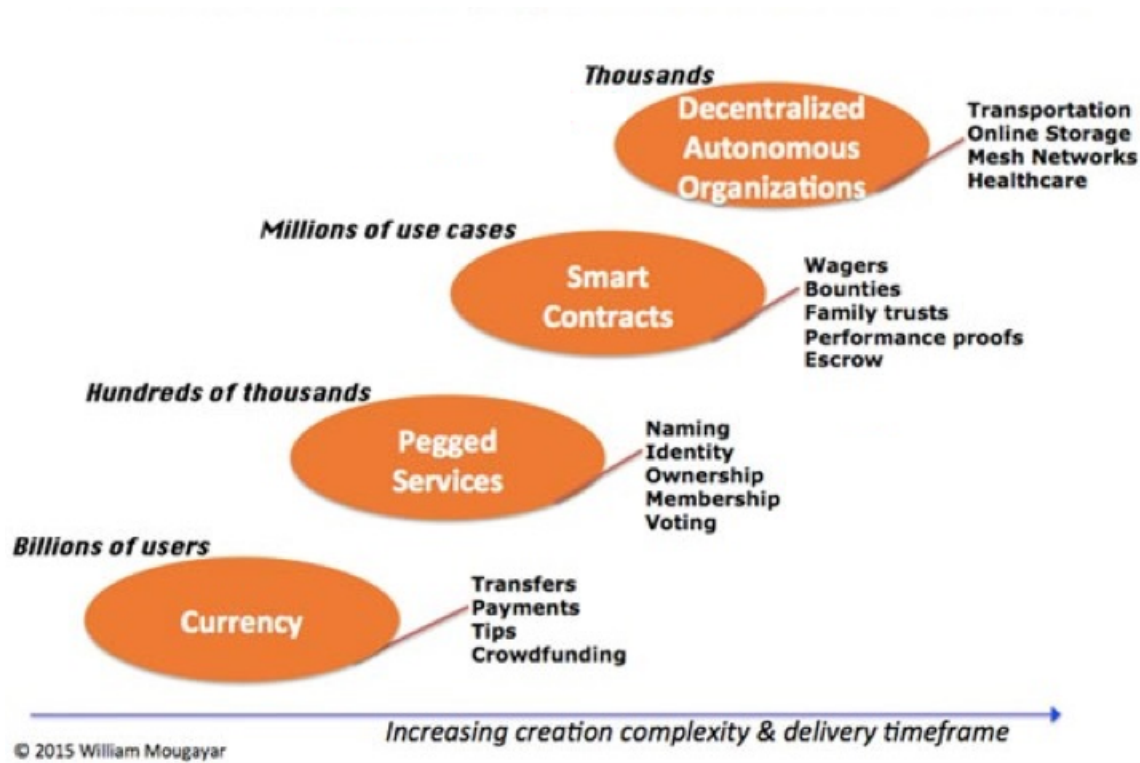 Thousands
Decentralized
Autonomous
Organizations
Transportation
Online Storage
Mesh Networks
Healthcare
Millions of use cases
Smart
Contracts
Wagers
Bounties
Family trusts
Performance proofs
Escrow
Hundreds of thousands
Pegged
Services
Naming
Identity
Ownership
Membership
Voting
Billions of users
Currency
Transfers
Payments
Tips
Crowdfunding
Increasing creation complexity & delivery timeframe
© 2015 William Mougayar